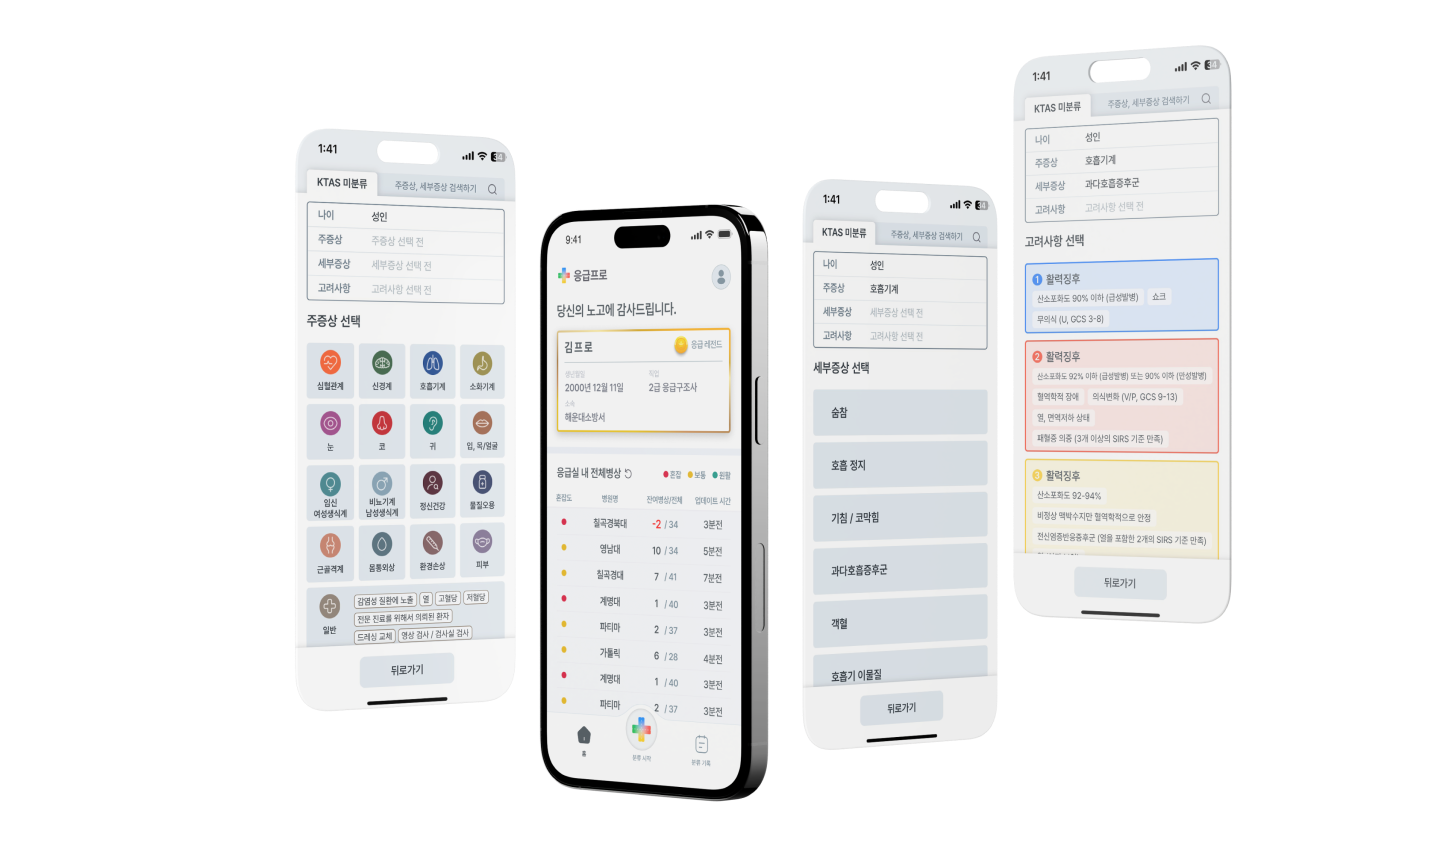 1:41
34
KTAS 미분류
주증상, 세부증상 검색하기
나이 성인
주증상 주증상 선택 전
세부증상 세부증상 선택 전
고려사항 고려사항 선택 전
주증상 선택
심혈관계 신경계 호흡기계 소화기계
눈 코 귀 입, 목/얼굴
임신 여성생식계 비뇨기계 남성생식계 정신건강 물질오용
근골격계 몸통외상 환경손상 피부
일반
감염성 질환에 노출 열 고혈당 저혈당
전문 진료를 위해서 의뢰된 환자
드레싱 교체 영상 검사 / 검사실 검사
뒤로가기
9:41
응급프로
당신의 노고에 감사드립니다.
김프로 응급 레전드
생년월일 직업
2000년 12월 11일 2급 응급구조사
소속
해운대소방서
응급실 내 전체병상 혼잡 보통 원활
혼잡도 병원명 잔여병상/전체 업데이트 시간
칠곡경북대 -2 / 34 3분전
영남대 10 / 34 5분전
칠곡경대 7 / 41 7분전
계명대 1 / 40 3분전
파티마 2 / 37 3분전
가톨릭 6 / 28 4분전
계명대 1 / 40 3분전
파티마 2 / 37 3분전
홈 분류 시작 분류 기록
1:41
34
KTAS 미분류
주증상, 세부증상 검색하기
나이 성인
주증상 호흡기계
세부증상 세부증상 선택 전
고려사항 고려사항 선택 전
세부증상 선택
숨참
호흡 정지
기침 / 코막힘
과다호흡증후군
객혈
호흡기 이물질
뒤로가기
1:41
34
KTAS 미분류
주증상, 세부증상 검색하기
나이 성인
주증상 호흡기계
세부증상 과다호흡증후군
고려사항 고려사항 선택 전
고려사항 선택
1 활력징후
산소포화도 90% 이하 (급성발병) 쇼크
무의식 (U, GCS 3-8)
2 활력징후
산소포화도 92% 이하 (급성발병) 또는 90% 이하 (만성발병)
혈역학적 장애 의식변화 (V/P, GCS 9-13)
열, 면역저하 상태
패혈증 의증 (3개 이상의 SIRS 기준 만족)
3 활력징후
산소포화도 92-94%
비정상 맥박수지만 혈역학적으로 안정
전신염증반응증후군 (열을 포함한 2개의 SIRS 기준 만족)
뒤로가기